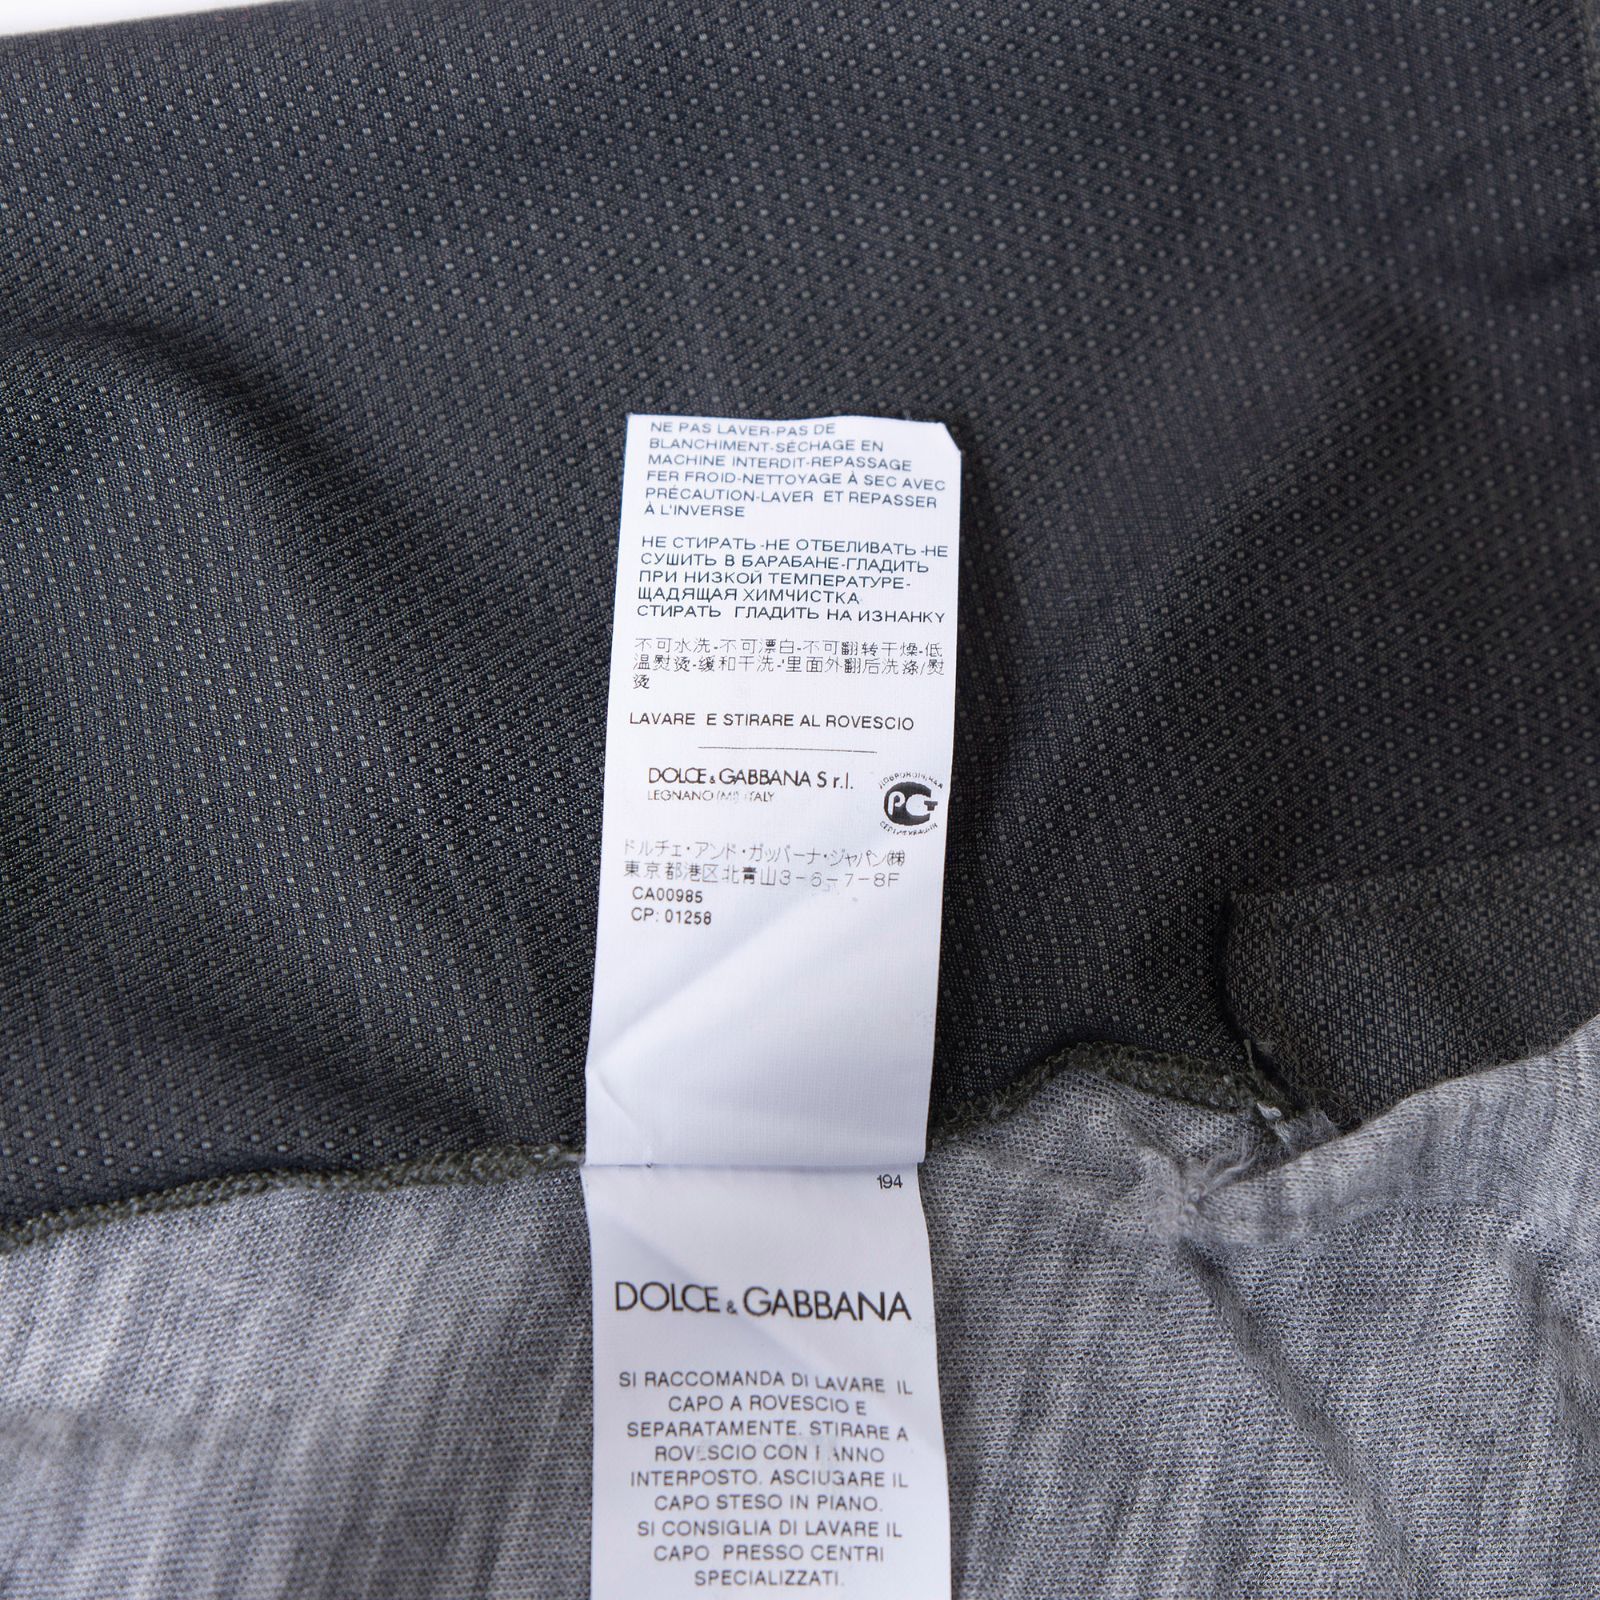 NE PAS LAVER-PAS DE
BLANCHIMENT-SÉCHAGE EN
MACHINE INTERDIT-REPASSAGE
FER FROID-NETTOYAGE À SEC AVEC
PRÉCAUTION-LAVER ET REPASSER
À L'INVERSE
НЕ СТИРАТЬ-НЕ ОТБЕЛИВАТЬ-НЕ
СУШИТЬ В БАРАБАНЕ-ГЛАДИТЬ
ПРИ НИЗКОЙ ТЕМПЕРАТУРЕ-
ЩАДЯЩАЯ ХИМЧИСТКА
СТИРАТЬ ГЛАДИТЬ НА ИЗНАНКУ
不可水洗-不可漂白-不可翻转干燥-低
温熨烫-缓和干洗-里面外翻后洗涤/熨
烫
LAVARE E STIRARE AL ROVESCIO
DOLCE & GABBANA S r.l.
LEGNANO (MI) ITALY
ДОБРОВОЛЬНАЯ
РСТ
СЕРТИФИКАЦИЯ
ドルチェ・アンド・ガッバーナ・ジャパン(株)
東京都港区北青山3-6-7-8F
CA00985
CP: 01258
194
DOLCE & GABBANA
SI RACCOMANDA DI LAVARE IL
CAPO A ROVESCIO E
SEPARATAMENTE. STIRARE A
ROVESCIO CON PANNO
INTERPOSTO. ASCIUGARE IL
CAPO STESO IN PIANO.
SI CONSIGLIA DI LAVARE IL
CAPO PRESSO CENTRI
SPECIALIZZATI.